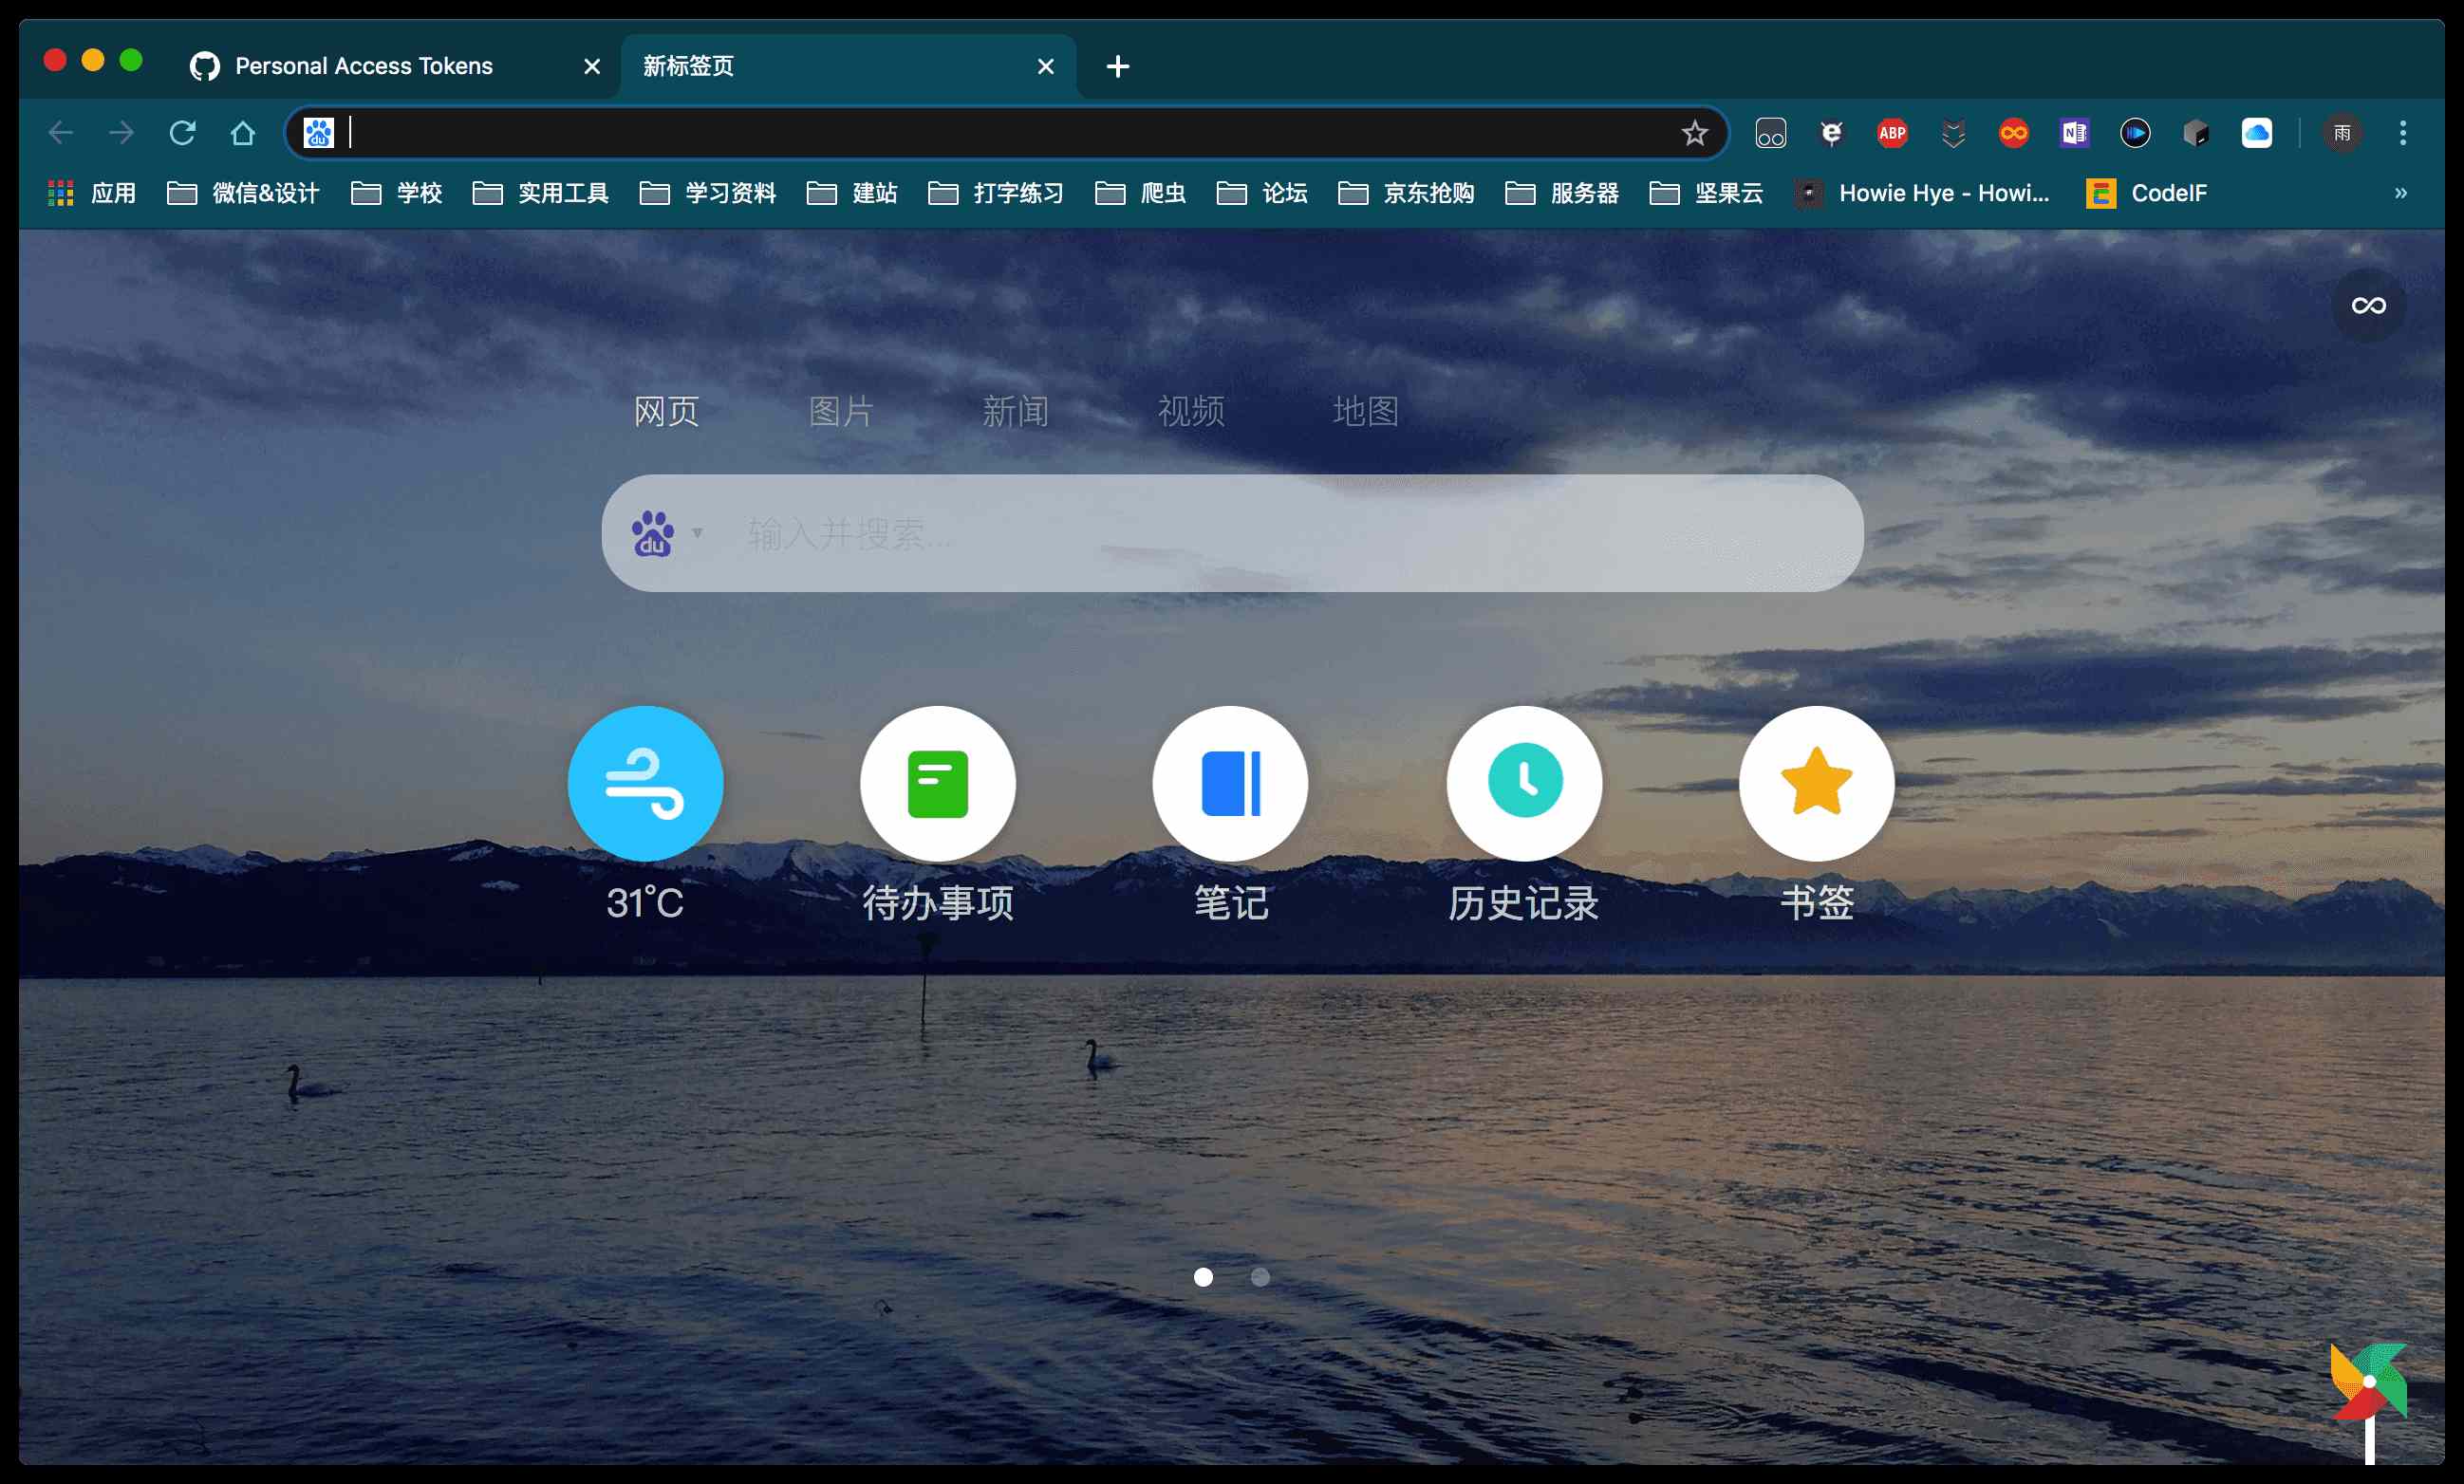 Personal Access Tokens
新标签页
du
ABP
N
雨
应用 微信&设计 学校 实用工具 学习资料 建站 打字练习 爬虫 论坛 京东抢购 服务器 坚果云 Howie Hye - Howi... CodeIF
网页 图片 新闻 视频 地图
du 输入并搜索...
31°C 待办事项 笔记 历史记录 书签